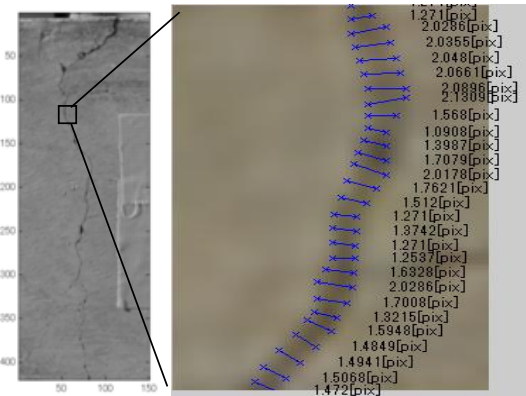 1.271[pix]
2.0286[pix]
2.0355[pix]
2.048[pix]
2.0661[pix]
2.0896[pix]
2.1309[pix]
1.568[pix]
1.0908[pix]
1.3987[pix]
1.7079[pix]
2.0178[pix]
1.7621[pix]
1.512[pix]
1.271[pix]
1.3742[pix]
1.271[pix]
1.2537[pix]
1.6328[pix]
2.0286[pix]
1.7008[pix]
1.3215[pix]
1.5948[pix]
1.4849[pix]
1.4941[pix]
1.5068[pix]
1.472[pix]
50
100
150
200
250
300
350
400
50
100
150